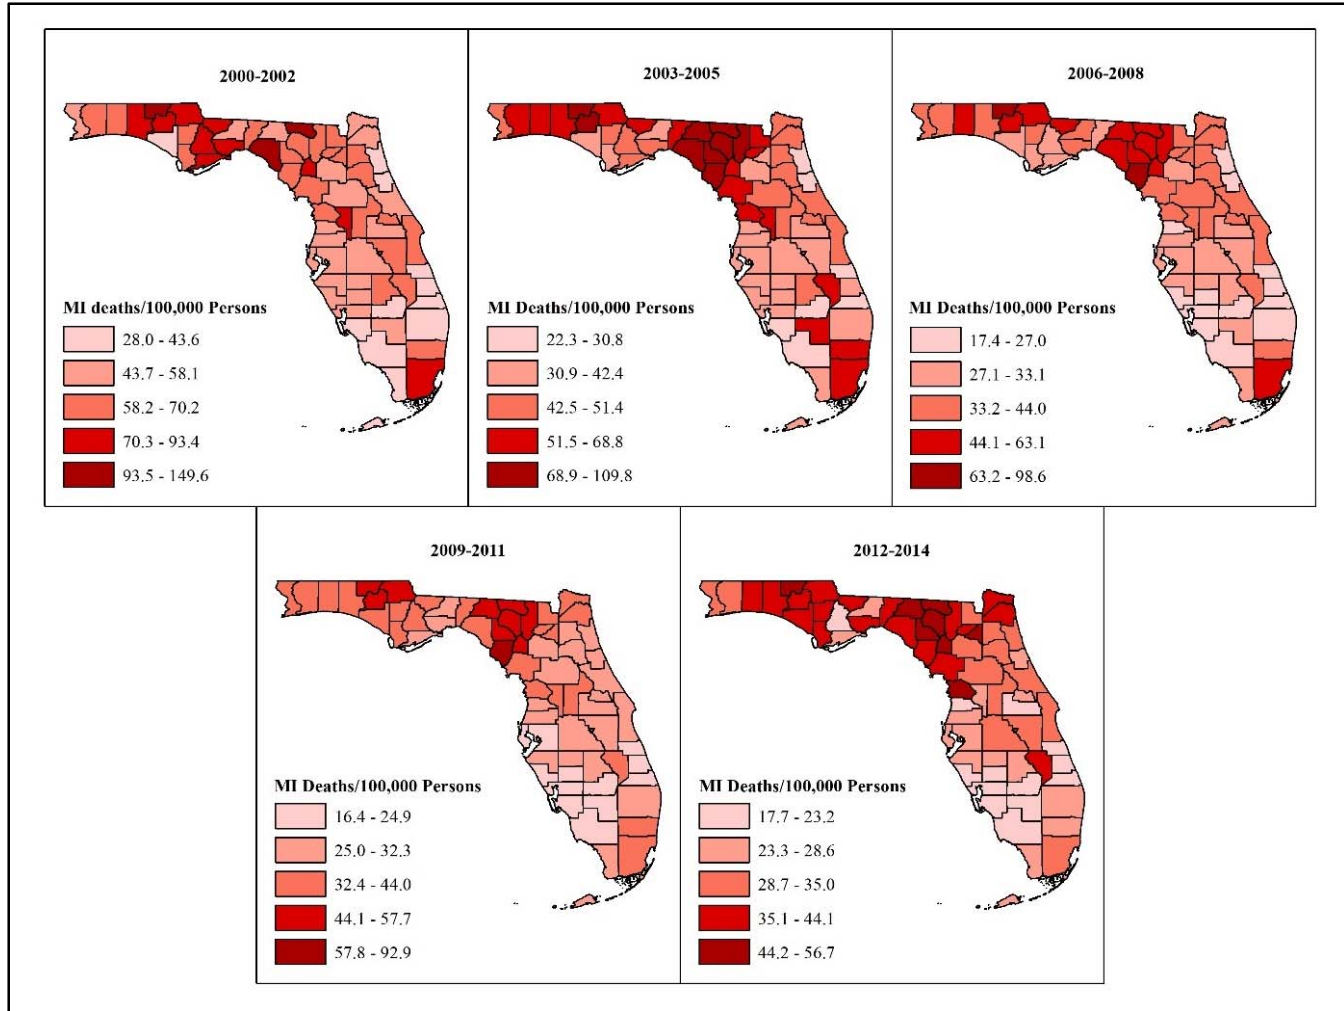 2000-2002
MI deaths/100,000 Persons
28.0 - 43.6
43.7 - 58.1
58.2 - 70.2
70.3 - 93.4
93.5 - 149.6
2003-2005
MI Deaths/100,000 Persons
22.3 - 30.8
30.9 - 42.4
42.5 - 51.4
51.5 - 68.8
68.9 - 109.8
2006-2008
MI Deaths/100,000 Persons
17.4 - 27.0
27.1 - 33.1
33.2 - 44.0
44.1 - 63.1
63.2 - 98.6
2009-2011
MI Deaths/100,000 Persons
16.4 - 24.9
25.0 - 32.3
32.4 - 44.0
44.1 - 57.7
57.8 - 92.9
2012-2014
MI Deaths/100,000 Persons
17.7 - 23.2
23.3 - 28.6
28.7 - 35.0
35.1 - 44.1
44.2 - 56.7